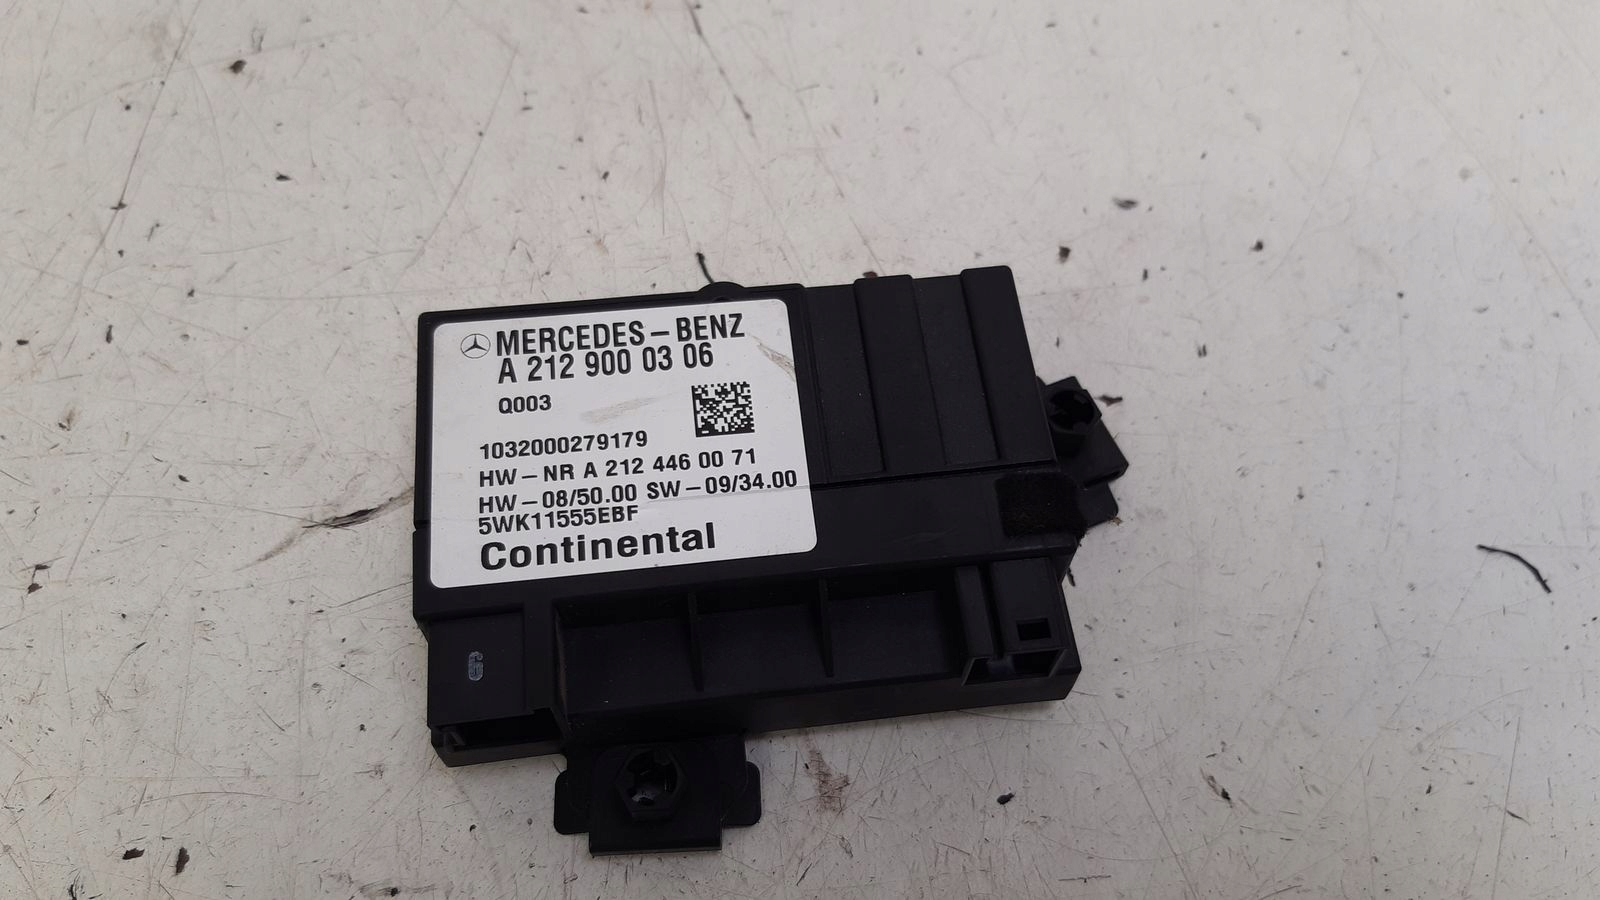 MERCEDES-BENZ
A 212 900 03 06
Q003
1032000279179
HW-NR A 212 446 00 71
HW-08/50.00 SW-09/34.00
5WK11555EBF
Continental